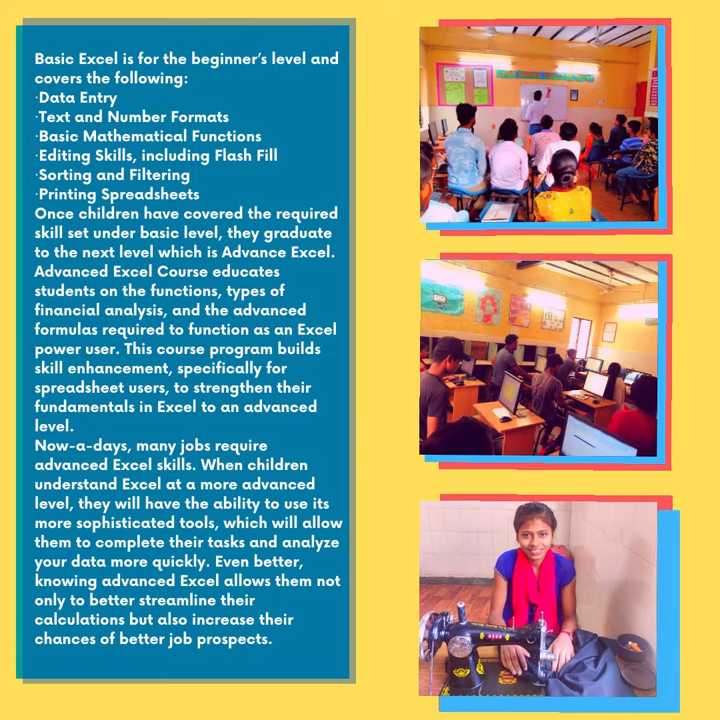 Basic Excel is for the beginner's level and
covers the following:
·Data Entry
·Text and Number Formats
·Basic Mathematical Functions
·Editing Skills, including Flash Fill
·Sorting and Filtering
·Printing Spreadsheets
Once children have covered the required
skill set under basic level, they graduate
to the next level which is Advance Excel.
Advanced Excel Course educates
students on the functions, types of
financial analysis, and the advanced
formulas required to function as an Excel
power user. This course program builds
skill enhancement, specifically for
spreadsheet users, to strengthen their
fundamentals in Excel to an advanced
level.
Now-a-days, many jobs require
advanced Excel skills. When children
understand Excel at a more advanced
level, they will have the ability to use its
more sophisticated tools, which will allow
them to complete their tasks and analyze
your data more quickly. Even better,
knowing advanced Excel allows them not
only to better streamline their
calculations but also increase their
chances of better job prospects.